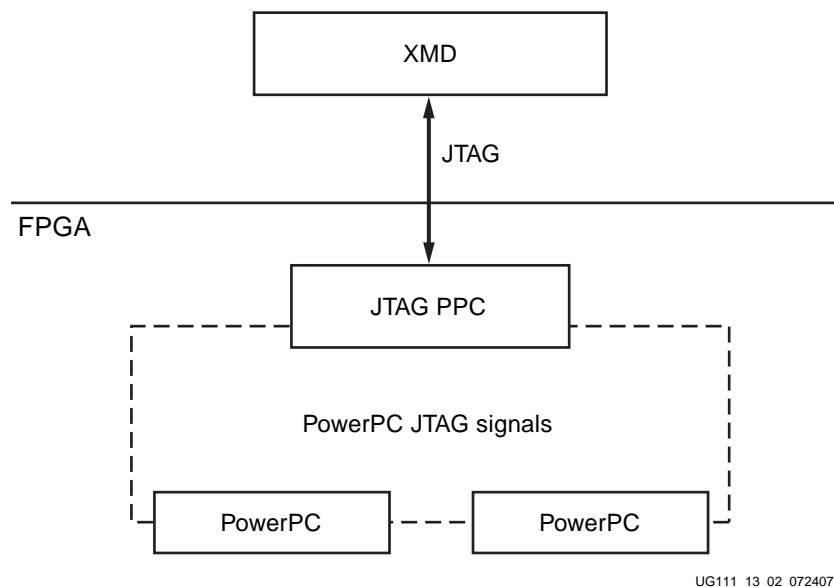 XMD
JTAG
FPGA
JTAG PPC
PowerPC JTAG signals
PowerPC
PowerPC
UG111_13_02_072407